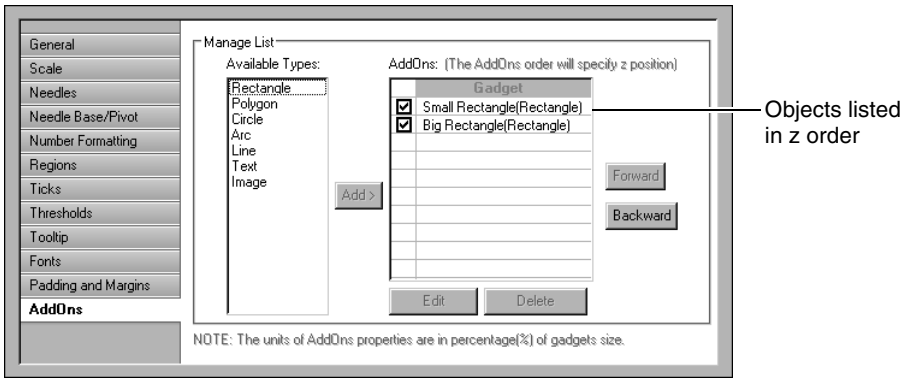 General
Scale
Needles
Needle Base/Pivot
Number Formatting
Regions
Ticks
Thresholds
Tooltip
Fonts
Padding and Margins
AddOns
Manage List
Available Types:
Rectangle
Polygon
Circle
Arc
Line
Text
Image
Add >
AddOns: (The AddOns order will specify z position)
Gadget
Small Rectangle(Rectangle)
Big Rectangle(Rectangle)
Forward
Backward
Edit
Delete
NOTE: The units of AddOns properties are in percentage(%) of gadgets size.
Objects listed
in z order